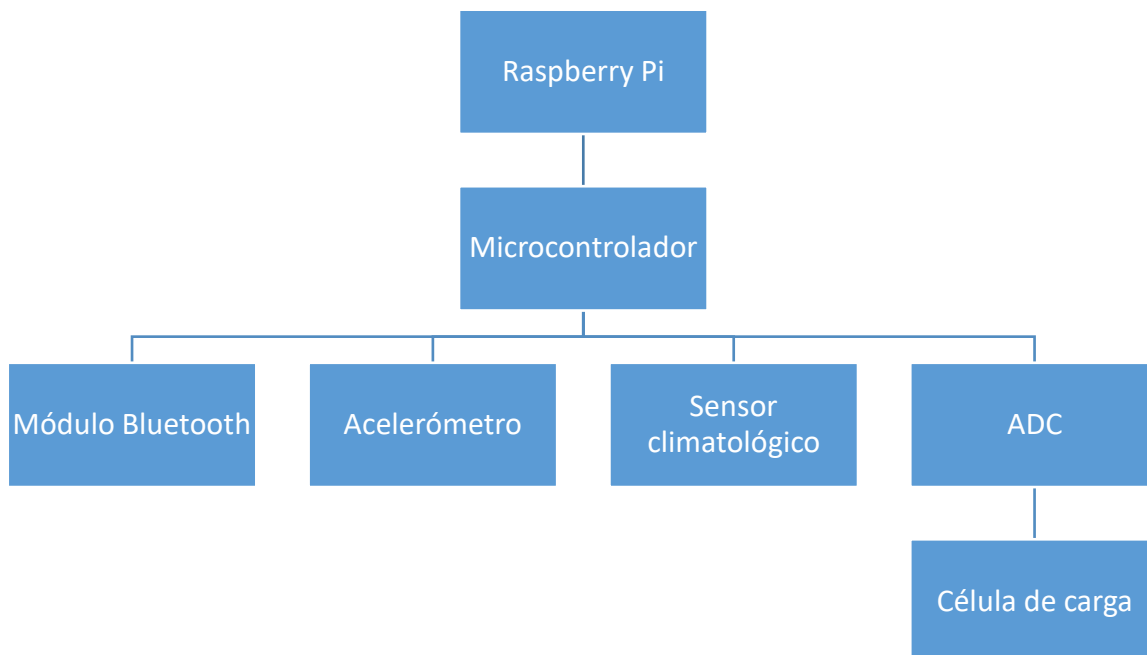 Raspberry Pi
Microcontrolador
Módulo Bluetooth
Acelerómetro
Sensor
climatológico
ADC
Célula de carga